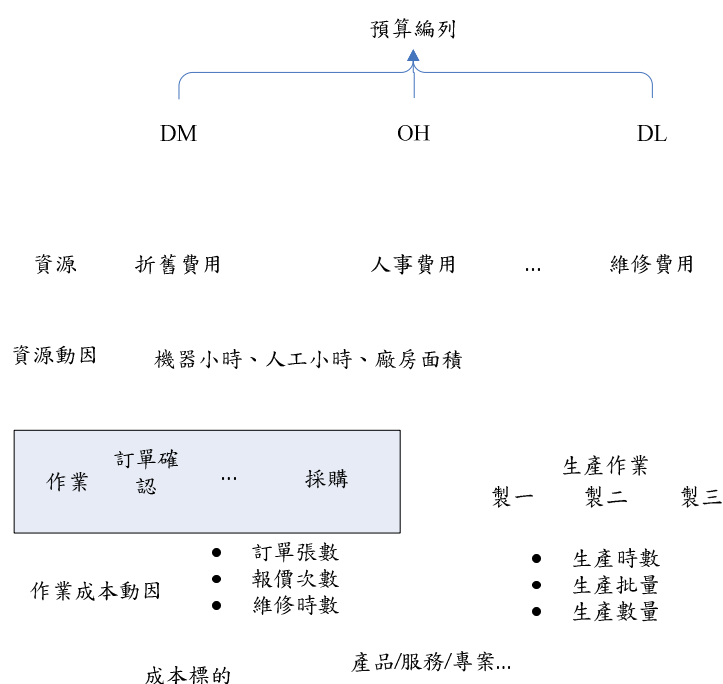 預算編列
DM OH DL
資源 折舊費用 人事費用 ... 維修費用
資源動因 機器小時、人工小時、廠房面積
作業 訂單確認 ... 採購
生產作業
製一 製二 製三
作業成本動因
• 訂單張數
• 報價次數
• 維修時數
• 生產時數
• 生產批量
• 生產數量
成本標的 產品/服務/專案...